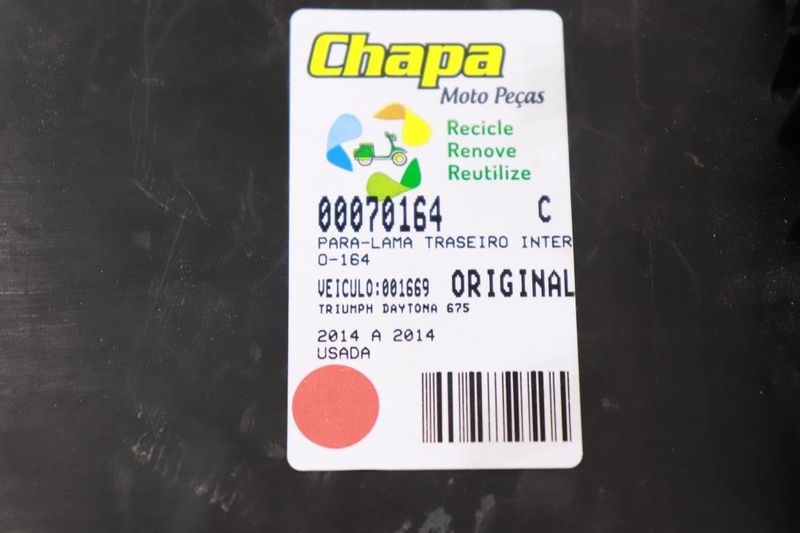 Chapa
Moto Peças
Recicle
Renove
Reutilize
00070164 C
PARA-LAMA TRASEIRO INTER
O-164
VEICULO:001669 ORIGINAL
TRIUMPH DAYTONA 675
2014 A 2014
USADA